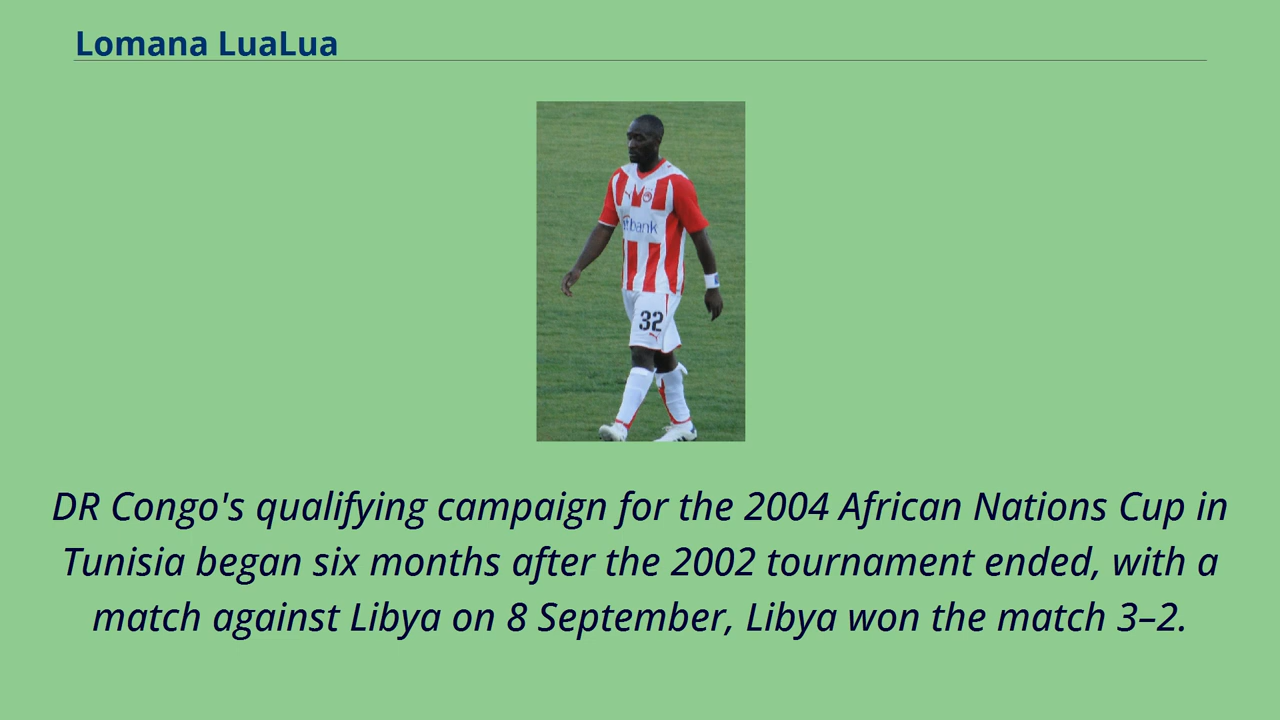 Lomana LuaLua
32
DR Congo's qualifying campaign for the 2004 African Nations Cup in
Tunisia began six months after the 2002 tournament ended, with a
match against Libya on 8 September, Libya won the match 3–2.